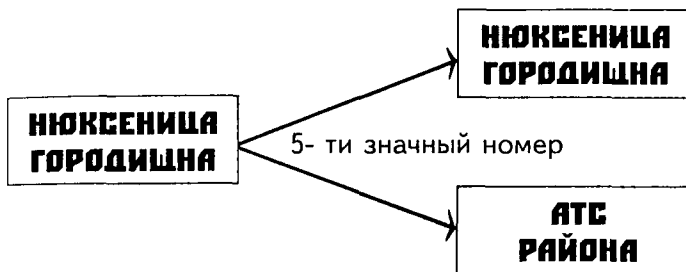 НЮКСЕНИЦА
ГОРОДИЩНА
НЮКСЕНИЦА
ГОРОДИЩНА
5- ти значный номер
АТС
РАЙОНА